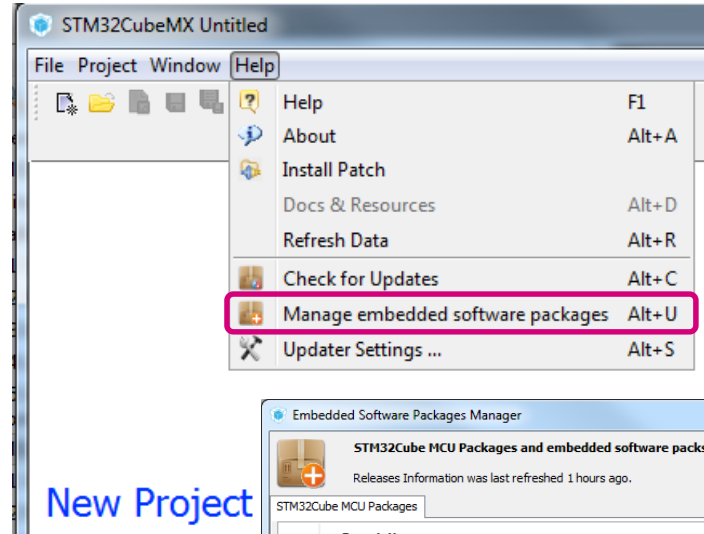 STM32CubeMX Untitled
File Project Window Help
Help F1
About Alt+A
Install Patch
Docs & Resources Alt+D
Refresh Data Alt+R
Check for Updates Alt+C
Manage embedded software packages Alt+U
Updater Settings ... Alt+S
Embedded Software Packages Manager
STM32Cube MCU Packages and embedded software packs
Releases Information was last refreshed 1 hours ago.
New Project
STM32Cube MCU Packages